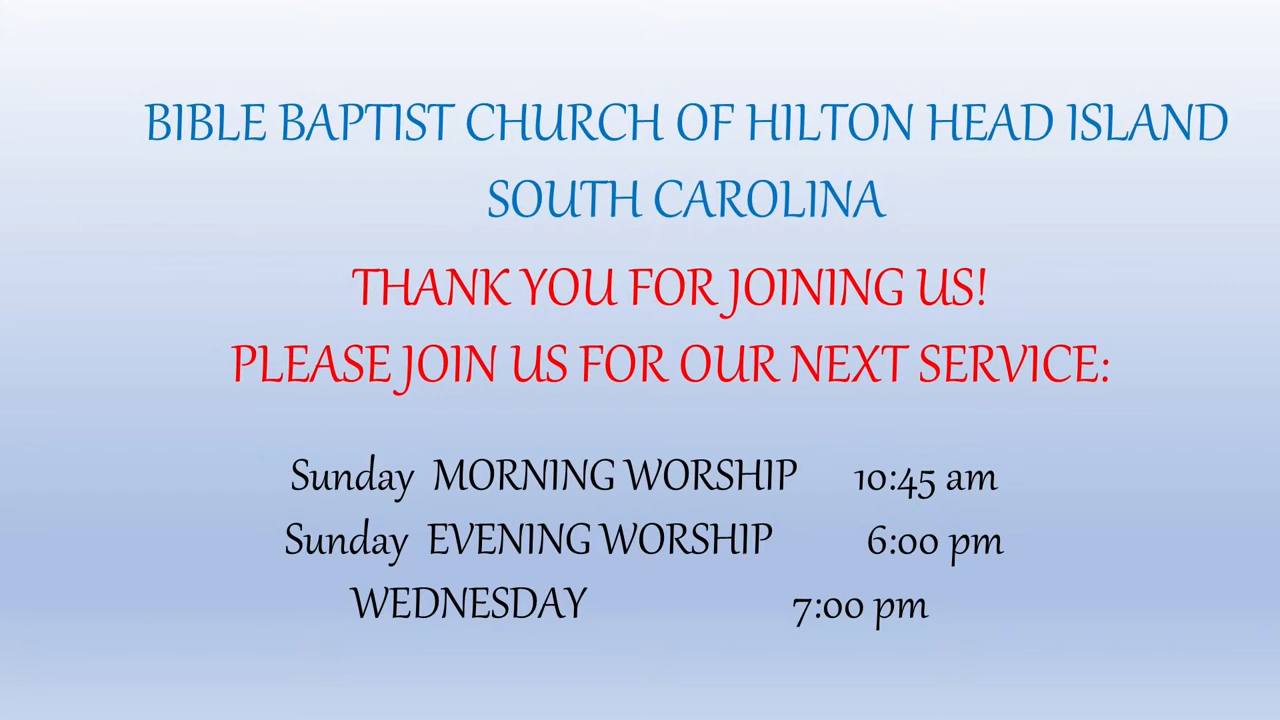 BIBLE BAPTIST CHURCH OF HILTON HEAD ISLAND
SOUTH CAROLINA
THANK YOU FOR JOINING US!
PLEASE JOIN US FOR OUR NEXT SERVICE:
Sunday MORNING WORSHIP 10:45 am
Sunday EVENING WORSHIP 6:00 pm
WEDNESDAY 7:00 pm